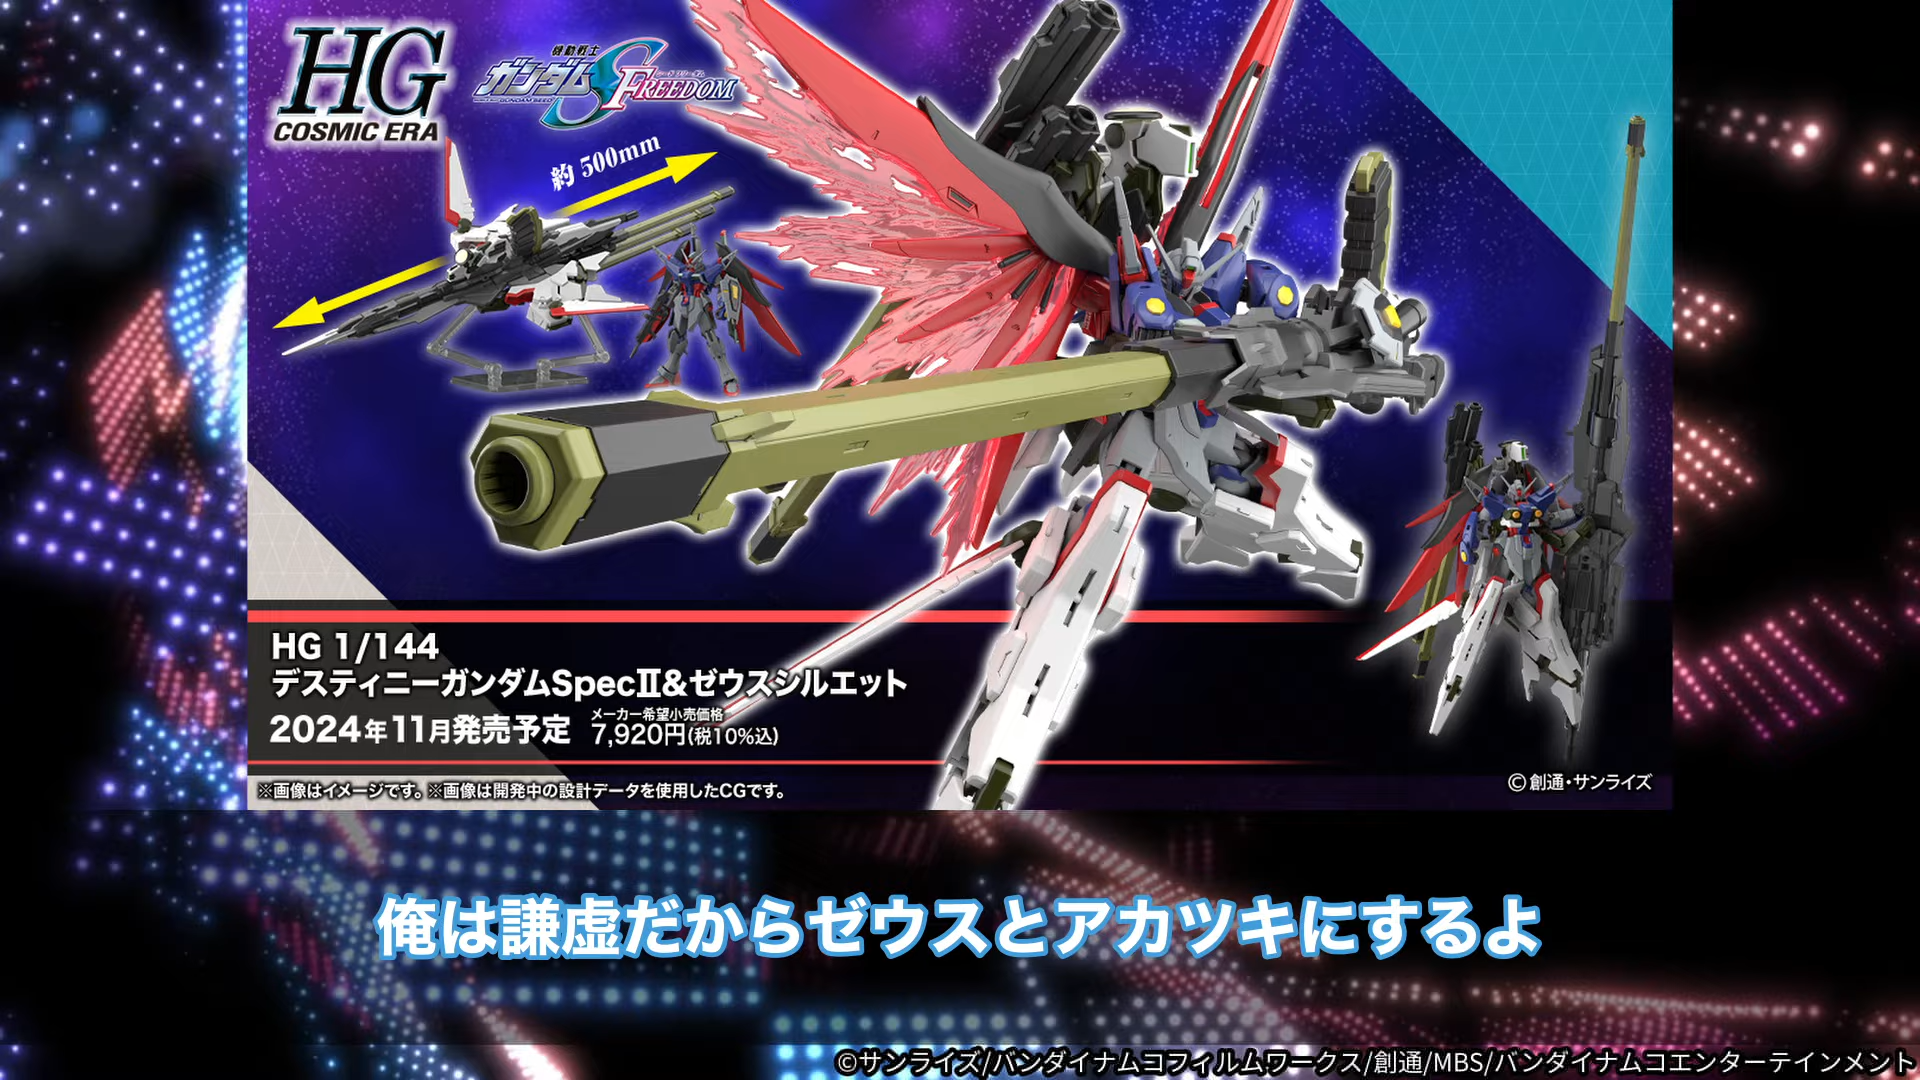 HG
COSMIC ERA
機動戦士
ガンダムSEED FREEDOM
約 500mm
HG 1/144
デスティニーガンダムSpecⅡ&ゼウスシルエット
2024年11月発売予定
メーカー希望小売価格
7,920円(税10%込)
※画像はイメージです。※画像は開発中の設計データを使用したCGです。
©創通・サンライズ
俺は謙虚だからゼウスとアカツキにするよ
©サンライズ/バンダイナムコフィルムワークス/創通/MBS/バンダイナムコエンターテインメント